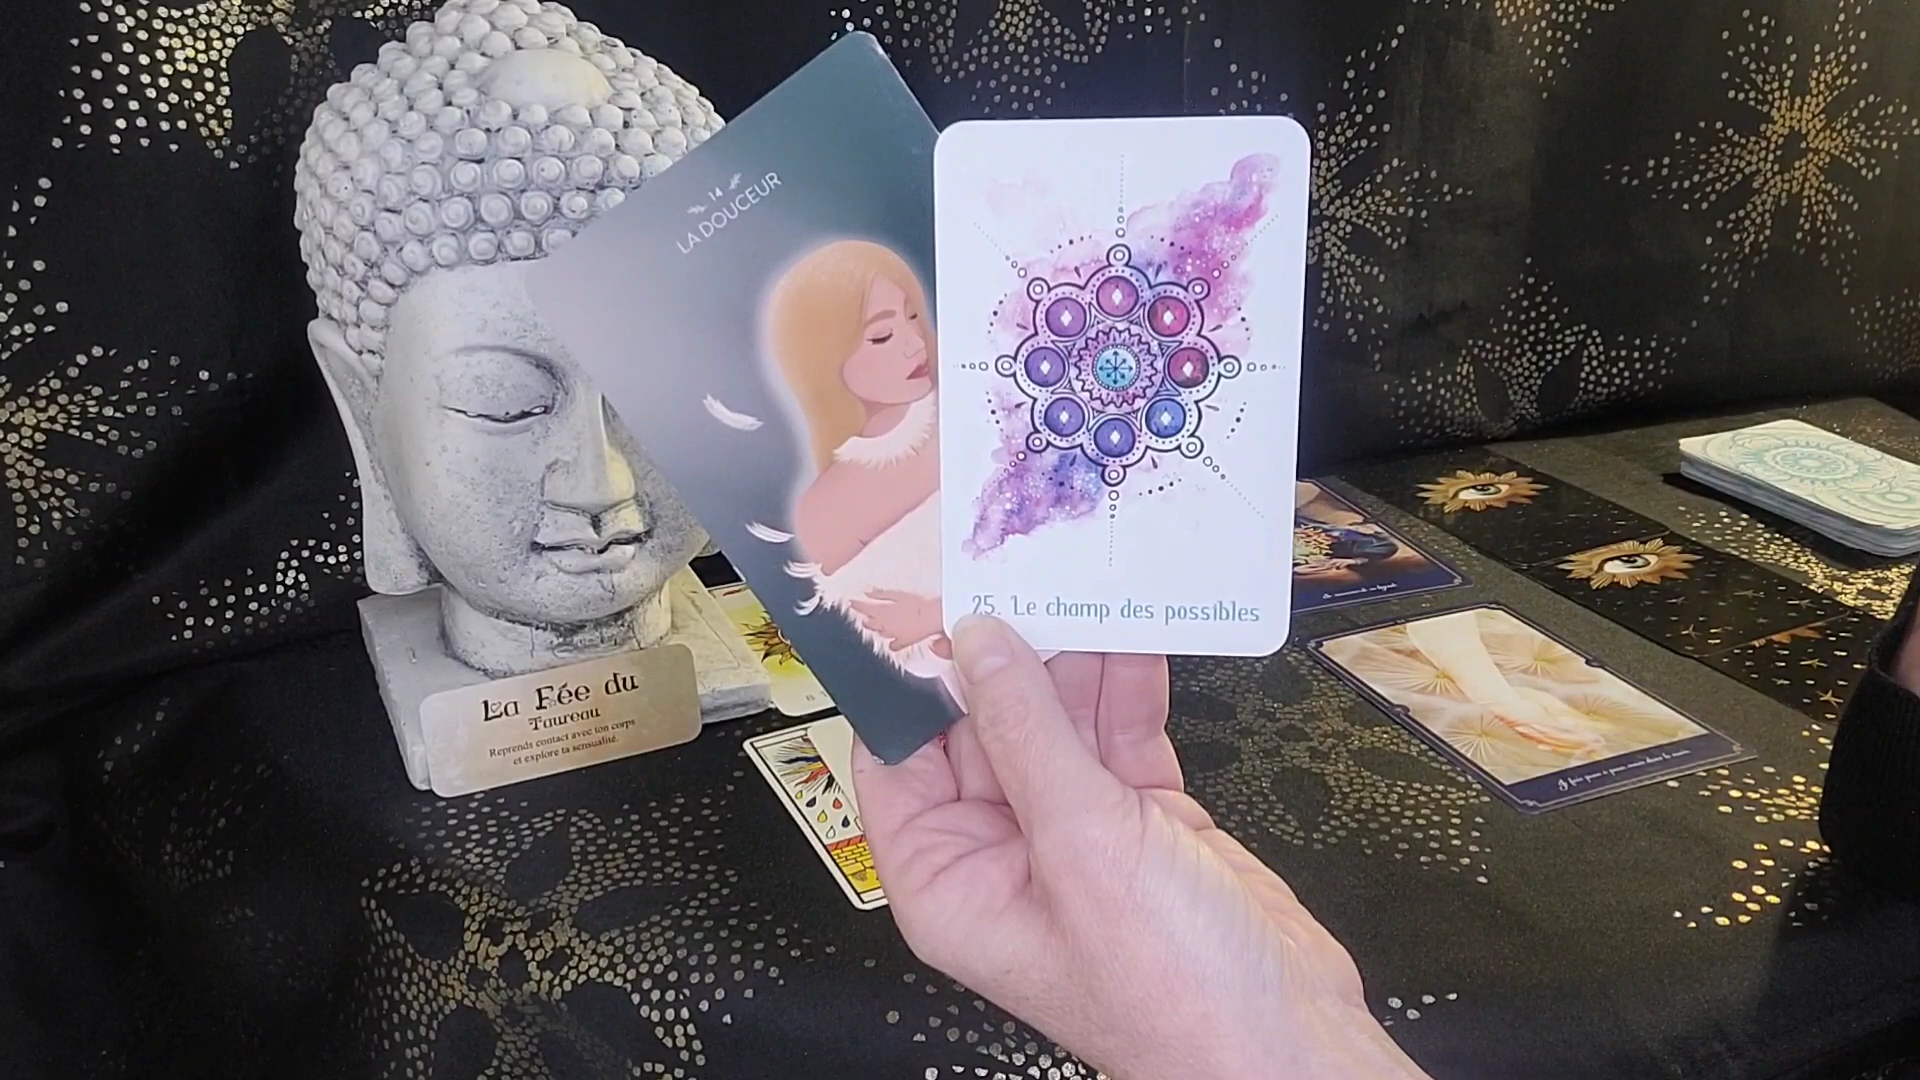 14
LA DOUCEUR
25. Le champ des possibles
La Fée du
Taureau
Reprends contact avec ton corps
et explore ta sensualité.